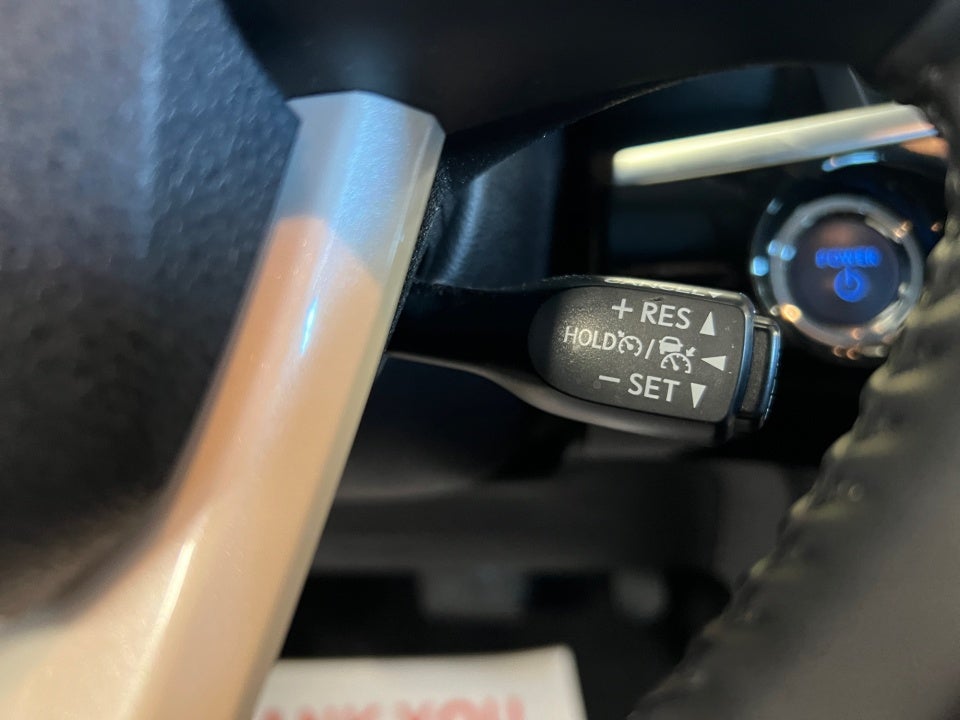 POWER
+ RES ▲
HOLD / ◀
− SET ▼